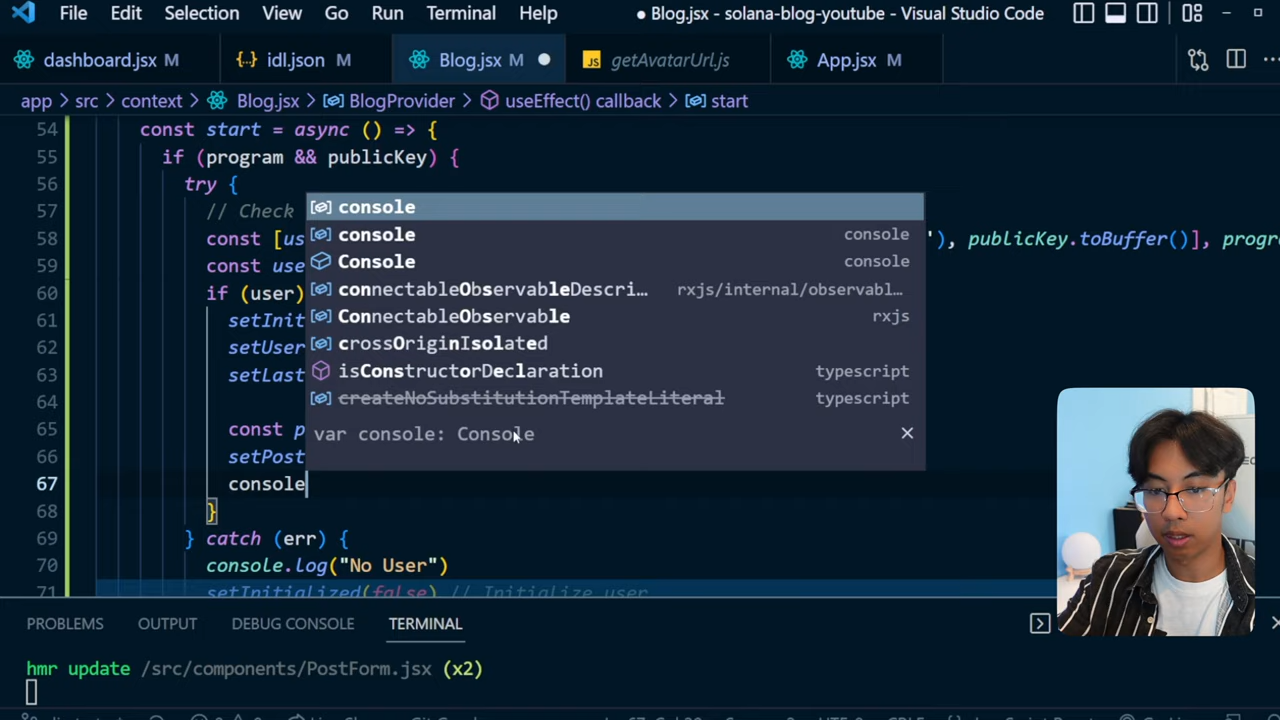 File Edit Selection View Go Run Terminal Help ● Blog.jsx - solana-blog-youtube - Visual Studio Code
dashboard.jsx M {..} idl.json M Blog.jsx M ● JS getAvatarUrl.js App.jsx M
app > src > context > Blog.jsx > BlogProvider > useEffect() callback > start
54 const start = async () => {
55 if (program && publicKey) {
56 try {
57 // Check
58 const [us '), publicKey.toBuffer()], progr
59 const use
60 if (user)
61 setInit
62 setUser
63 setLast
64
65 const p
66 setPost
67 console
68 }
69 } catch (err) {
70 console.log("No User")
71 setInitialized(false) // Initialize user
console
console console
Console console
connectableObservableDescri... rxjs/internal/observabl...
ConnectableObservable rxjs
crossOriginIsolated
isConstructorDeclaration typescript
createNoSubstitutionTemplateLiteral typescript
var console: Console
PROBLEMS OUTPUT DEBUG CONSOLE TERMINAL
hmr update /src/components/PostForm.jsx (x2)